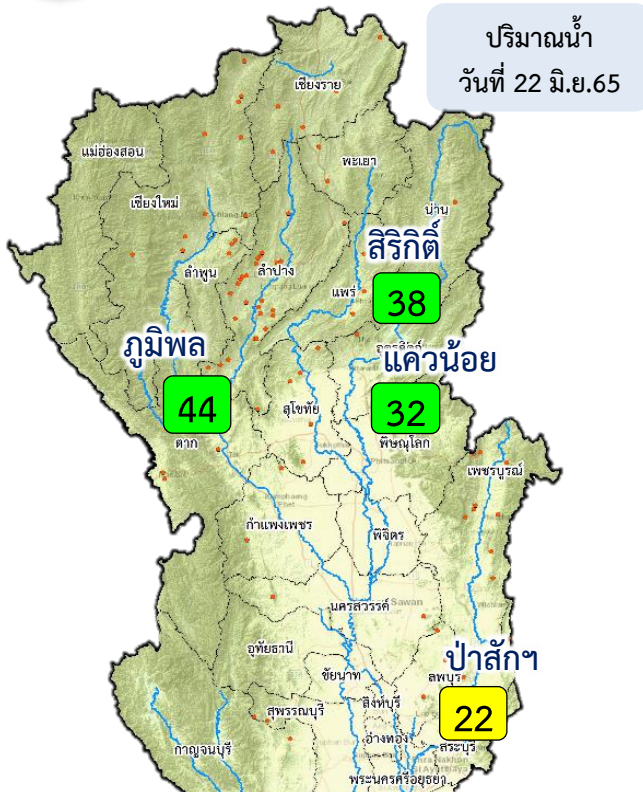 ปริมาณน้ำ
วันที่ 22 มิ.ย.65
เชียงราย
แม่ฮ่องสอน
พะเยา
เชียงใหม่
น่าน
สิริกิติ์
ลำพูน
ลำปาง
แพร่
38
ภูมิพล
แควน้อย
44
สุโขทัย
32
ตาก
พิษณุโลก
เพชรบูรณ์
กำแพงเพชร
พิจิตร
นครสวรรค์
Sawan
อุทัยธานี
ป่าสักฯ
ชัยนาท
ลพบุรี
สิงห์บุรี
สุพรรณบุรี
22
อ่างทอง
กาญจนบุรี
สระบุรี
พระนครศรีอยุธยา